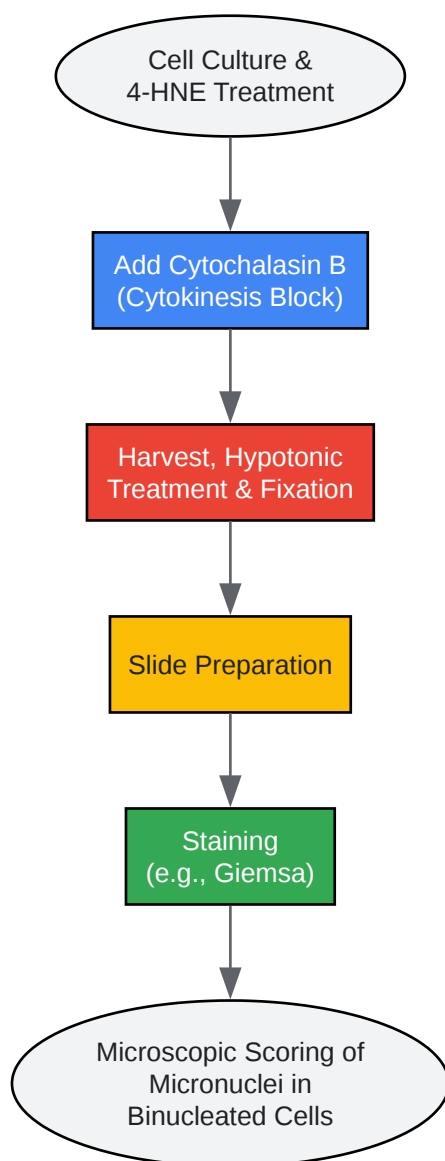 Cell Culture &
4-HNE Treatment
Add Cytochalasin B
(Cytokinesis Block)
Harvest, Hypotonic
Treatment & Fixation
Slide Preparation
Staining
(e.g., Giemsa)
Microscopic Scoring of
Micronuclei in
Binucleated Cells